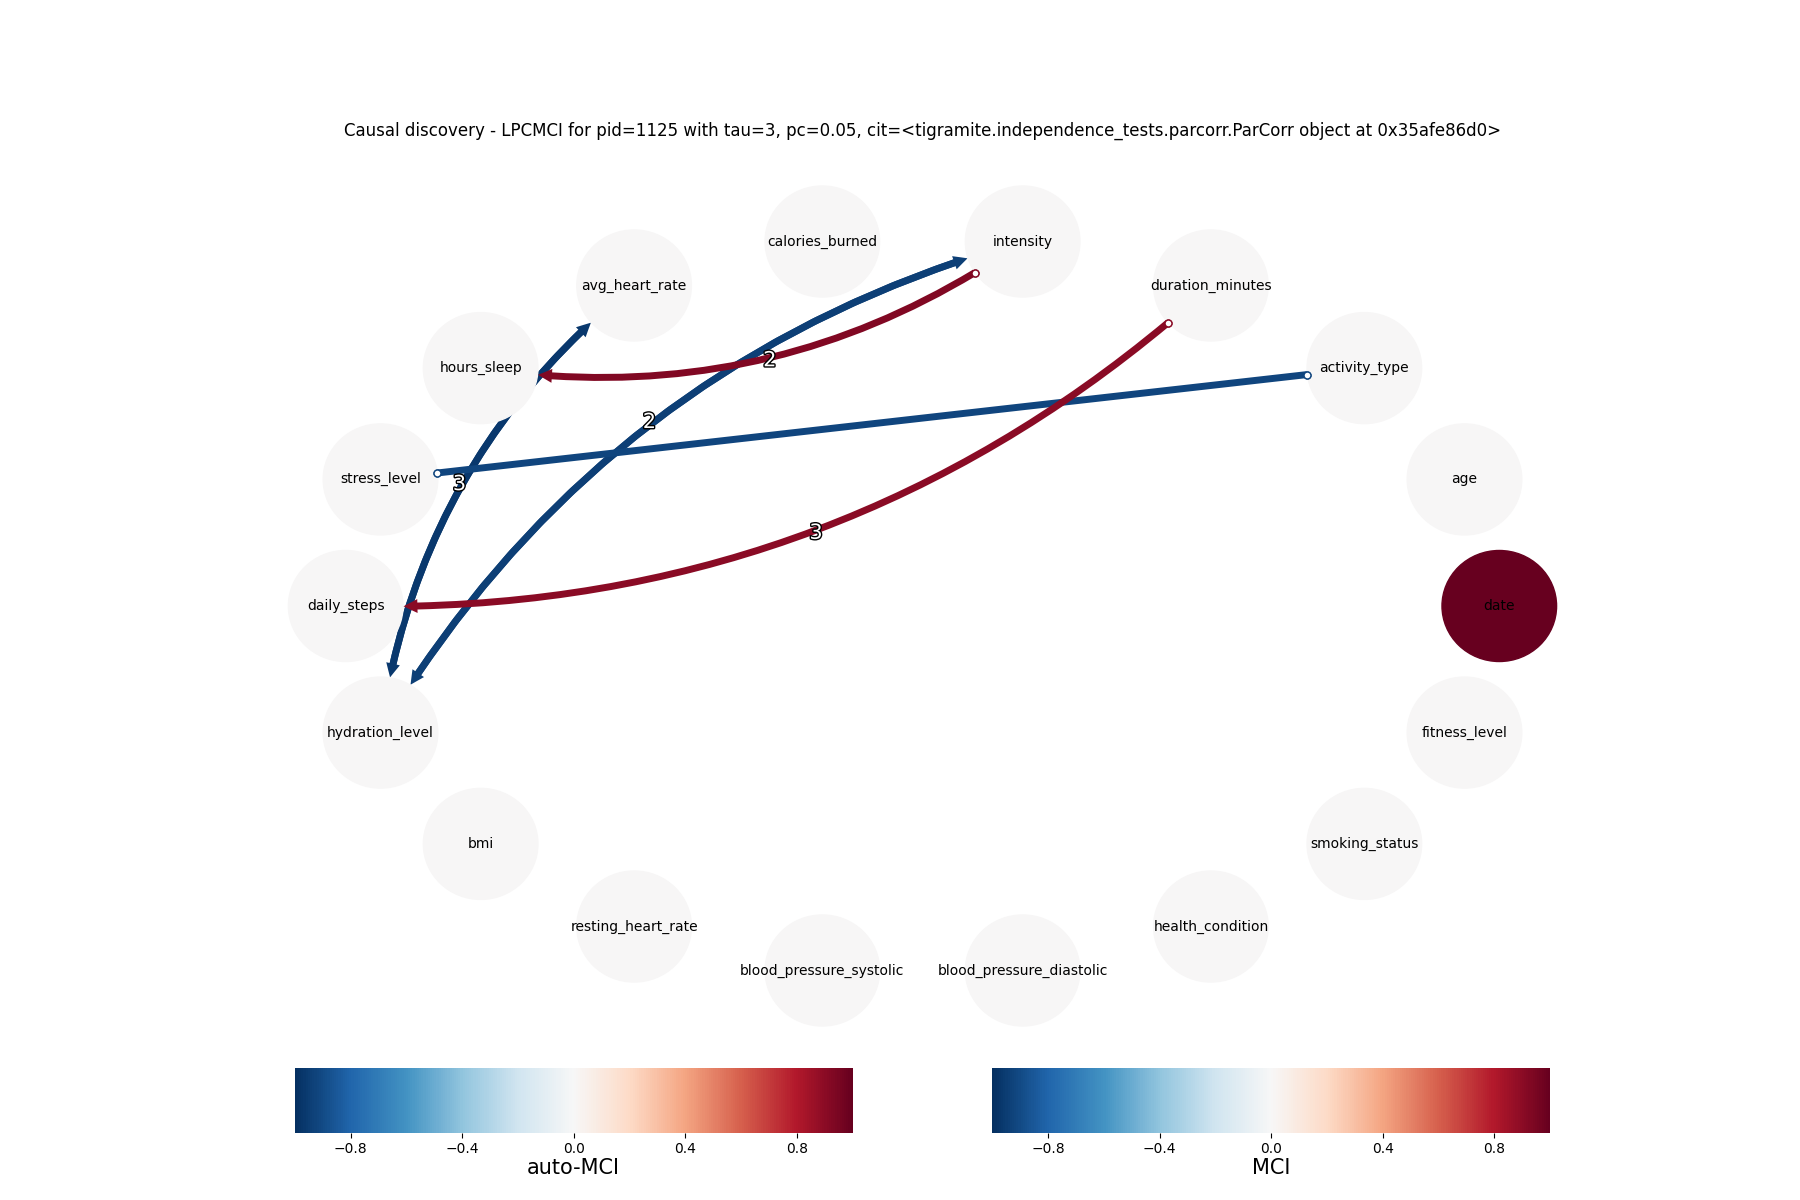 Causal discovery - LPCMCI for pid=1125 with tau=3, pc=0.05, cit=<tigramite.independence_tests.parcorr.ParCorr object at 0x35afe86d0>
calories_burned
intensity
avg_heart_rate
duration_minutes
hours_sleep
activity_type
2
2
stress_level
age
3
3
daily_steps
date
hydration_level
fitness_level
bmi
smoking_status
resting_heart_rate
health_condition
blood_pressure_systolic
blood_pressure_diastolic
−0.8 −0.4 0.0 0.4 0.8
auto-MCI
−0.8 −0.4 0.0 0.4 0.8
MCI